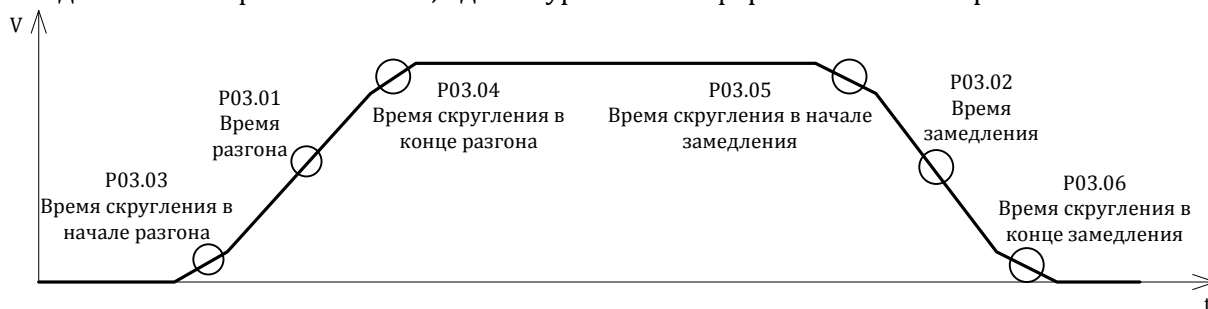 V
P03.04
Время скругления в
конце разгона
P03.05
Время скругления в начале
замедления
P03.02
Время
замедления
P03.01
Время
разгона
P03.03
Время скругления в
начале разгона
P03.06
Время скругления в
конце замедления
t